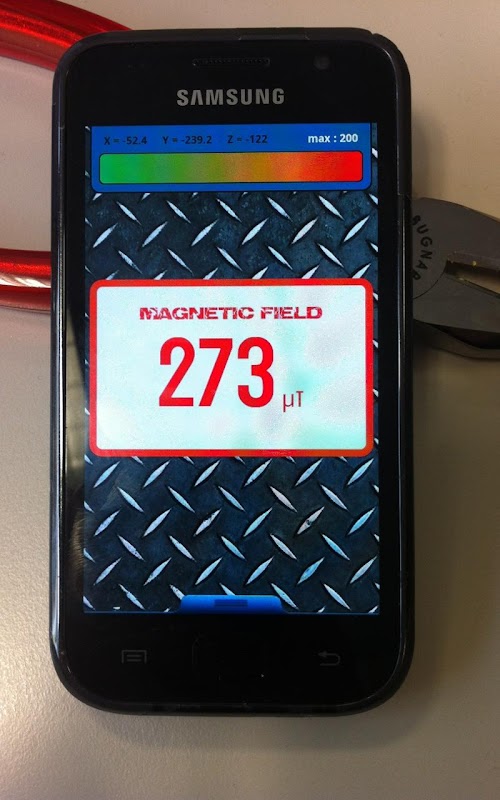 SAMSUNG
X = -52.4 Y = -239.2 Z = -122 max : 200
MAGNETIC FIELD
273 µT